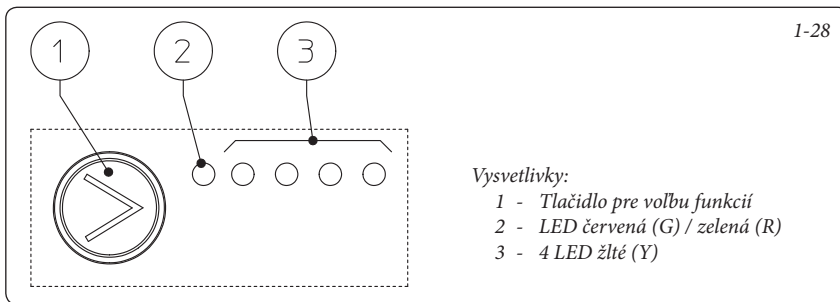 1-28
1 2 3
Vysvetlivky:
1 - Tlačidlo pre voľbu funkcií
2 - LED červená (G) / zelená (R)
3 - 4 LED žlté (Y)